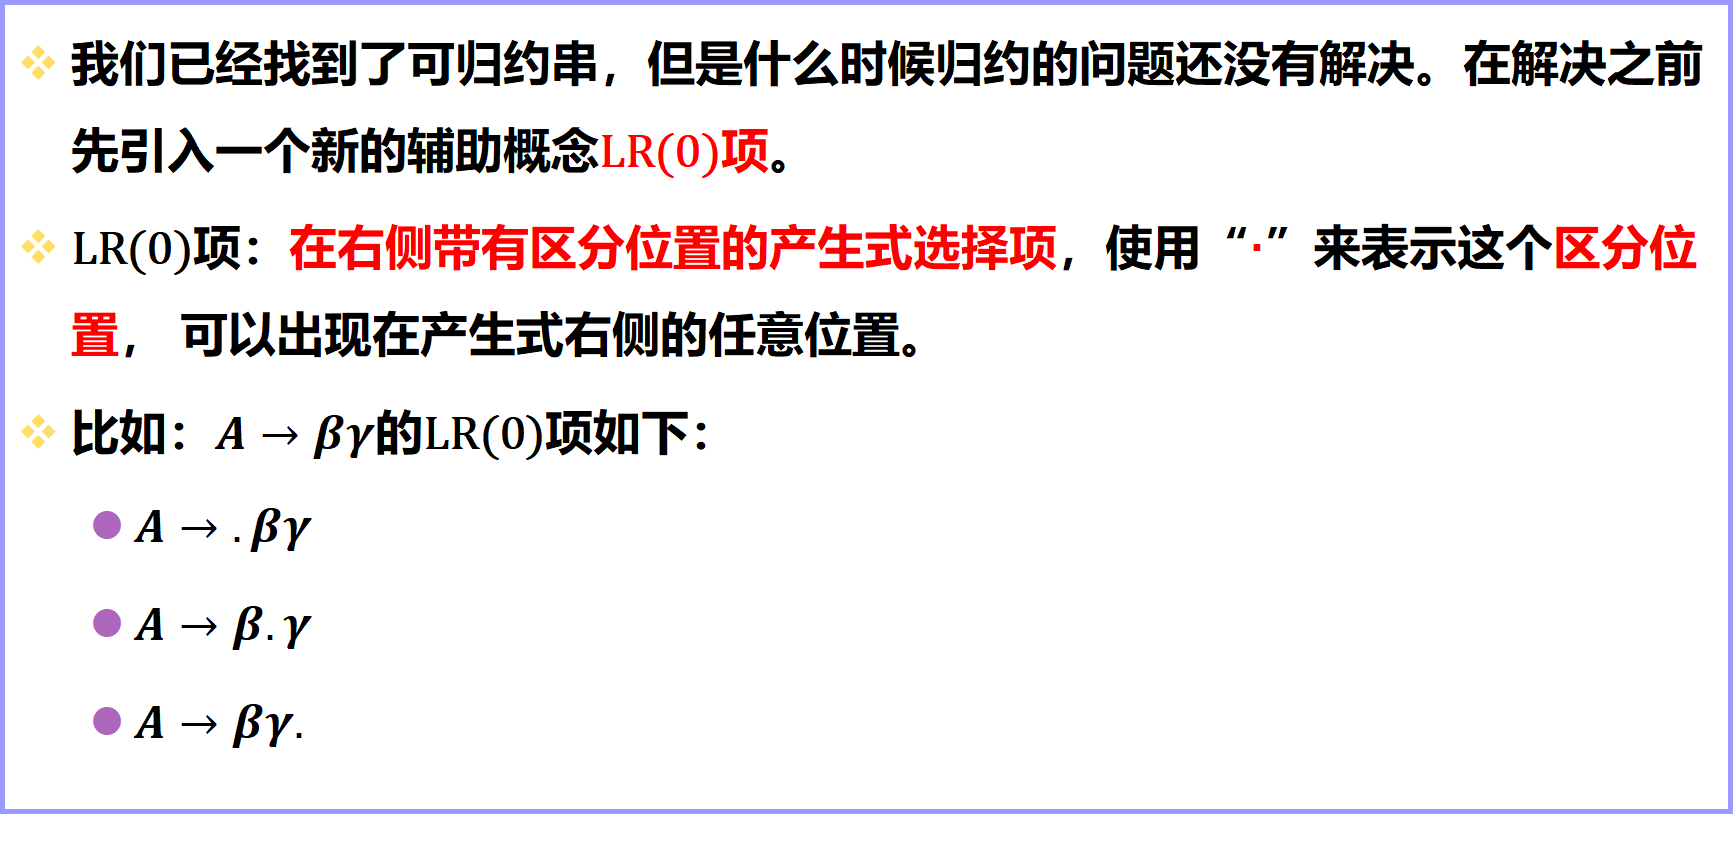 我们已经找到了可归约串，但是什么时候归约的问题还没有解决。在解决之前
先引入一个新的辅助概念LR(0)项。
LR(0)项：在右侧带有区分位置的产生式选择项，使用“·”来表示这个区分位
置， 可以出现在产生式右侧的任意位置。
比如：A → βγ的LR(0)项如下：
A → .βγ
A → β.γ
A → βγ.